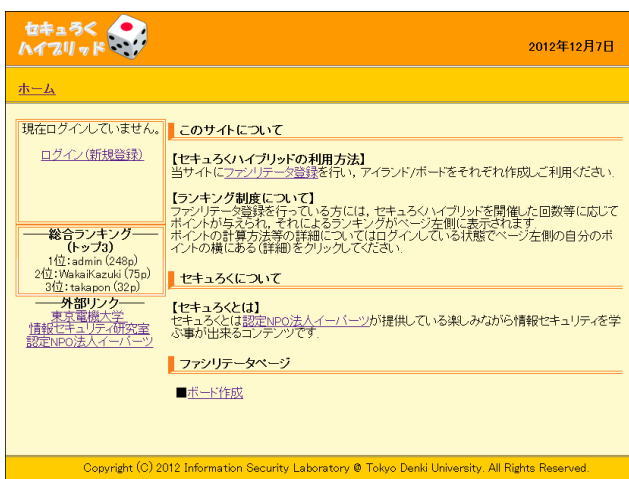 セキュろく
ハイブリッド
2012年12月7日
ホーム
現在ログインしていません。
ログイン(新規登録)
総合ランキング
(トップ3)
1位:admin (248p)
2位:WakaiKazuki (75p)
3位:takapon (32p)
外部リンク
東京電機大学
情報セキュリティ研究室
認定NPO法人イーパーツ
このサイトについて
【セキュろくハイブリッドの利用方法】
当サイトにファシリテータ登録を行い, アイランド/ボードをそれぞれ作成しご利用ください.
【ランキング制度について】
ファシリテータ登録を行っている方には, セキュろくハイブリッドを開催した回数等に応じて
ポイントが与えられ, それによるランキングがページ左側に表示されます
ポイントの計算方法等の詳細についてはログインしている状態でページ左側の自分のポ
イントの横にある(詳細)をクリックしてください.
セキュろくについて
【セキュろくとは】
セキュろくとは認定NPO法人イーパーツが提供している楽しみながら情報セキュリティを学
ぶ事が出来るコンテンツです.
ファシリテータページ
■ボード作成
Copyright (C) 2012 Information Security Laboratory @ Tokyo Denki University. All Rights Reserved.